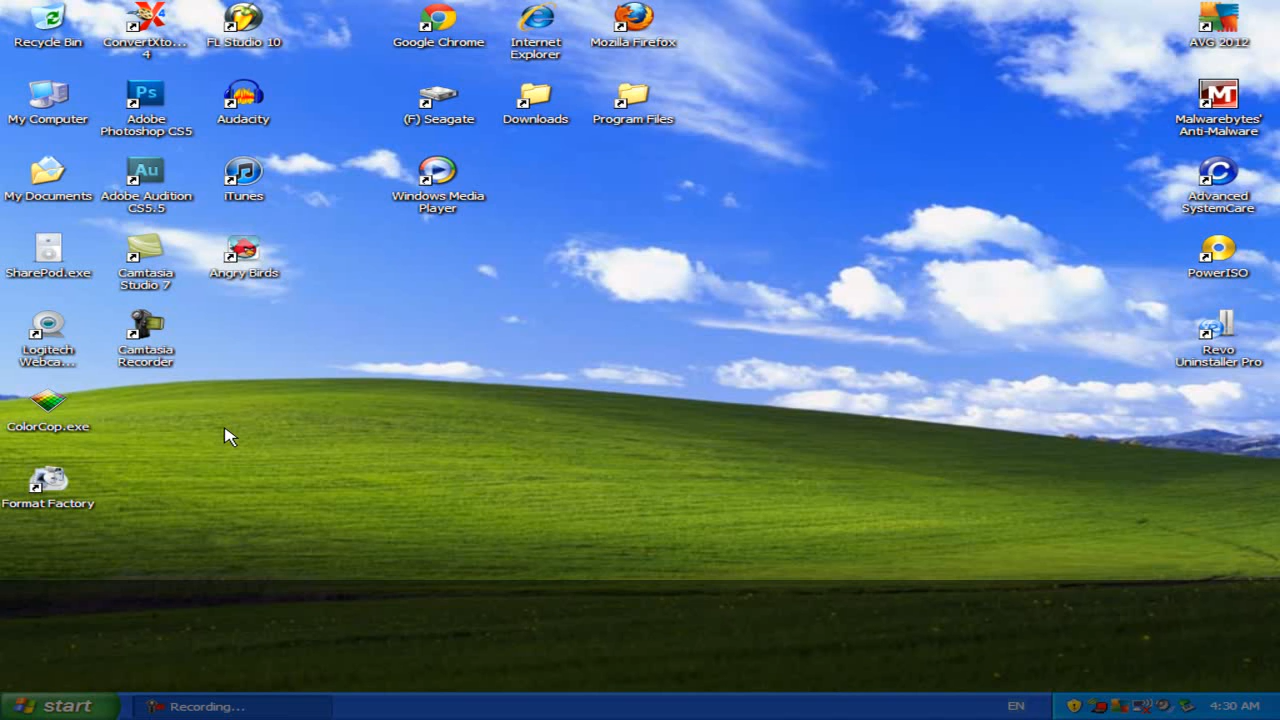 Recycle Bin
ConvertXto...
4
FL Studio 10
Google Chrome
Internet
Explorer
Mozilla Firefox
AVG 2012
My Computer
Ps
Adobe
Photoshop CS5
Audacity
(F) Seagate
Downloads
Program Files
M
Malwarebytes'
Anti-Malware
My Documents
Au
Adobe Audition
CS5.5
iTunes
Windows Media
Player
C
Advanced
SystemCare
SharePod.exe
Camtasia
Studio 7
Angry Birds
PowerISO
Logitech
Webca...
Camtasia
Recorder
Revo
Uninstaller Pro
ColorCop.exe
Format Factory
start
Recording...
EN
4:30 AM